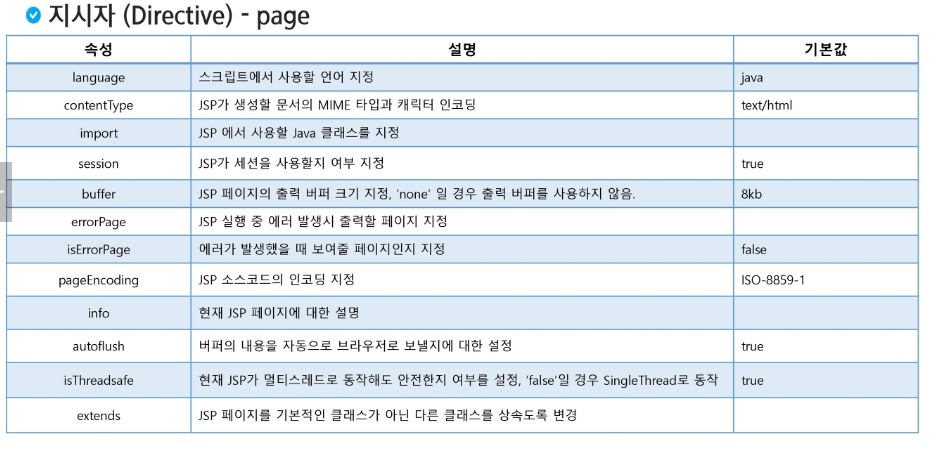 지시자 (Directive) - page
속성 설명 기본값
language 스크립트에서 사용할 언어 지정 java
contentType JSP가 생성할 문서의 MIME 타입과 캐릭터 인코딩 text/html
import JSP 에서 사용할 Java 클래스를 지정
session JSP가 세션을 사용할지 여부 지정 true
buffer JSP 페이지의 출력 버퍼 크기 지정, 'none' 일 경우 출력 버퍼를 사용하지 않음. 8kb
errorPage JSP 실행 중 에러 발생시 출력할 페이지 지정
isErrorPage 에러가 발생했을 때 보여줄 페이지인지 지정 false
pageEncoding JSP 소스코드의 인코딩 지정 ISO-8859-1
info 현재 JSP 페이지에 대한 설명
autoflush 버퍼의 내용을 자동으로 브라우저로 보낼지에 대한 설정 true
isThreadsafe 현재 JSP가 멀티스레드로 동작해도 안전한지 여부를 설정, 'false'일 경우 SingleThread로 동작 true
extends JSP 페이지를 기본적인 클래스가 아닌 다른 클래스를 상속도록 변경